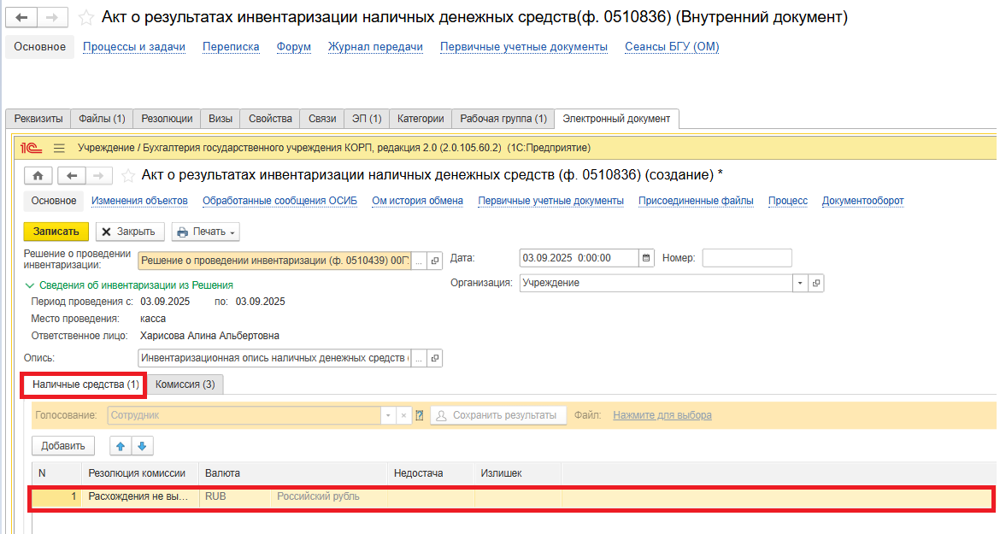 Акт о результатах инвентаризации наличных денежных средств(ф. 0510836) (Внутренний документ)
Основное Процессы и задачи Переписка Форум Журнал передачи Первичные учетные документы Сеансы БГУ (ОМ)
Реквизиты Файлы (1) Резолюции Визы Свойства Связи ЭП (1) Категории Рабочая группа (1) Электронный документ
1С Учреждение / Бухгалтерия государственного учреждения КОРП, редакция 2.0 (2.0.105.60.2) (1С:Предприятие)
Акт о результатах инвентаризации наличных денежных средств (ф. 0510836) (создание) *
Основное Изменения объектов Обработанные сообщения ОСИБ Ом история обмена Первичные учетные документы Присоединенные файлы Процесс Документооборот
Записать Закрыть Печать
Решение о проведении инвентаризации: Решение о проведении инвентаризации (ф. 0510439) 00Г ... Дата: 03.09.2025 0:00:00 Номер:
Организация: Учреждение
Сведения об инвентаризации из Решения
Период проведения с: 03.09.2025 по: 03.09.2025
Место проведения: касса
Ответственное лицо: Харисова Алина Альбертовна
Опись: Инвентаризационная опись наличных денежных средств ( ...
Наличные средства (1) Комиссия (3)
Голосование: Сотрудник Сохранить результаты Файл: Нажмите для выбора
Добавить
N Резолюция комиссии Валюта Недостача Излишек
1 Расхождения не вы... RUB Российский рубль